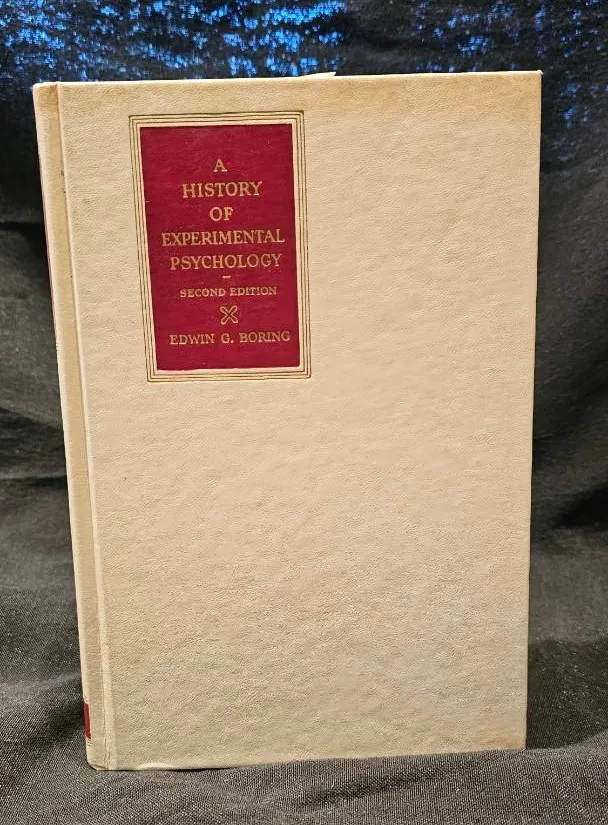 A
HISTORY
OF
EXPERIMENTAL
PSYCHOLOGY
SECOND EDITION
EDWIN G. BORING